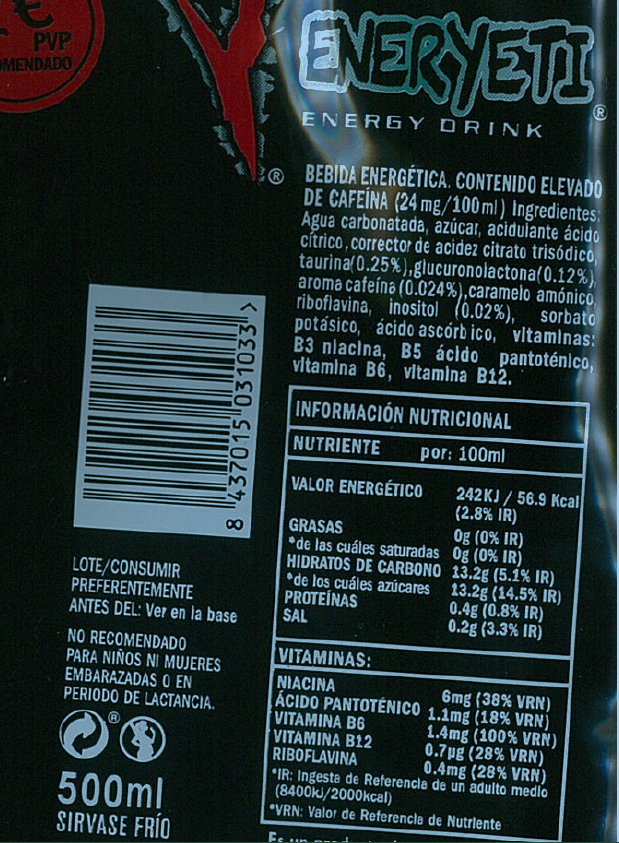 €
PVP
OMENDADO
ENERYETI
®
ENERGY DRINK
®
BEBIDA ENERGÉTICA. CONTENIDO ELEVADO
DE CAFEÍNA (24 mg/100 ml) Ingredientes:
Agua carbonatada, azúcar, acidulante ácido
cítrico, corrector de acidez citrato trisódico,
taurina(0.25%),glucuronolactona(0.12%),
aroma cafeína (0.024%),caramelo amónico,
riboflavina, inositol (0.02%), sorbato
potásico, ácido ascórbico, vitaminas:
B3 niacina, B5 ácido pantoténico,
vitamina B6, vitamina B12.
8 437015 031033 >
INFORMACIÓN NUTRICIONAL
NUTRIENTE por: 100ml
VALOR ENERGÉTICO 242KJ / 56.9 Kcal
(2.8% IR)
GRASAS 0g (0% IR)
*de las cuáles saturadas 0g (0% IR)
HIDRATOS DE CARBONO 13.2g (5.1% IR)
*de los cuáles azúcares 13.2g (14.5% IR)
PROTEÍNAS 0.4g (0.8% IR)
SAL 0.2g (3.3% IR)
VITAMINAS:
NIACINA 6mg (38% VRN)
ÁCIDO PANTOTÉNICO 1.1mg (18% VRN)
VITAMINA B6 1.4mg (100% VRN)
VITAMINA B12 0.7µg (28% VRN)
RIBOFLAVINA 0.4mg (28% VRN)
*IR: Ingesta de Referencia de un adulto medio
(8400kJ/2000kcal)
*VRN: Valor de Referencia de Nutriente
LOTE/CONSUMIR
PREFERENTEMENTE
ANTES DEL: Ver en la base
NO RECOMENDADO
PARA NIÑOS NI MUJERES
EMBARAZADAS O EN
PERIODO DE LACTANCIA.
®
500ml
SIRVASE FRÍO
Es un